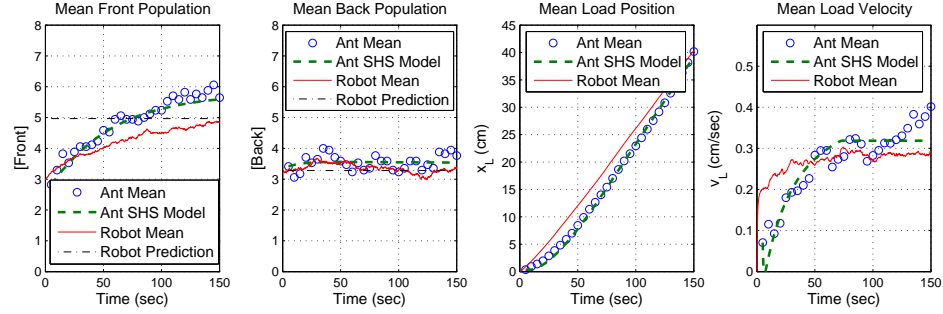 Mean Front Population
8
7
6
5
4
3
2
1
0
[Front]
Ant Mean
Ant SHS Model
Robot Mean
Robot Prediction
0
50
100
150
Time (sec)
Mean Back Population
8
7
6
5
4
3
2
1
0
[Back]
Ant Mean
Ant SHS Model
Robot Mean
Robot Prediction
0
50
100
150
Time (sec)
Mean Load Position
45
40
35
30
25
20
15
10
5
0
x_L (cm)
Ant Mean
Ant SHS Model
Robot Mean
0
50
100
150
Time (sec)
Mean Load Velocity
0.5
0.4
0.3
0.2
0.1
0
v_L (cm/sec)
Ant Mean
Ant SHS Model
Robot Mean
0
50
100
150
Time (sec)